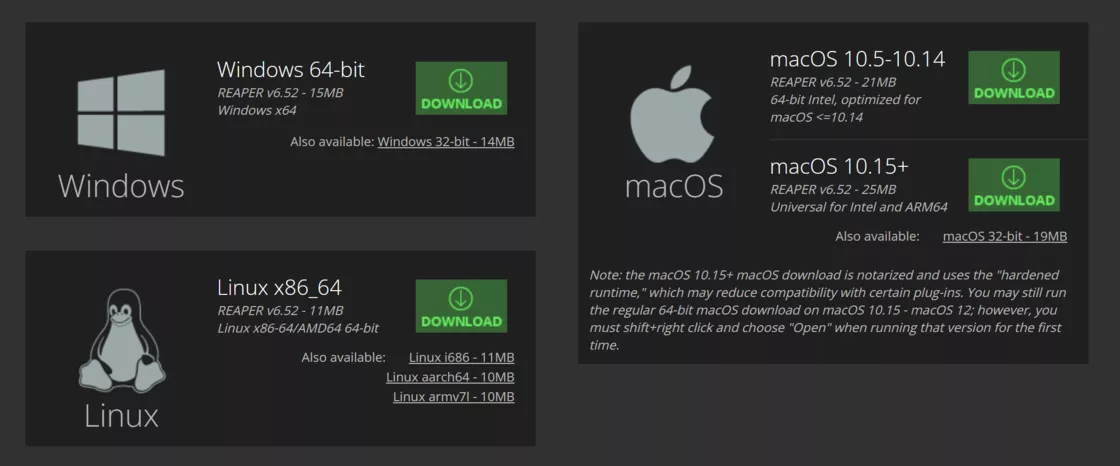 Windows 64-bit
REAPER v6.52 - 15MB
Windows x64
DOWNLOAD
Also available: Windows 32-bit - 14MB
Windows
Linux x86_64
REAPER v6.52 - 11MB
Linux x86-64/AMD64 64-bit
DOWNLOAD
Also available: Linux i686 - 11MB
Linux aarch64 - 10MB
Linux armv7l - 10MB
Linux
macOS 10.5-10.14
REAPER v6.52 - 21MB
64-bit Intel, optimized for
macOS <=10.14
DOWNLOAD
macOS 10.15+
REAPER v6.52 - 25MB
Universal for Intel and ARM64
DOWNLOAD
macOS
Also available: macOS 32-bit - 19MB
Note: the macOS 10.15+ macOS download is notarized and uses the "hardened
runtime," which may reduce compatibility with certain plug-ins. You may still run
the regular 64-bit macOS download on macOS 10.15 - macOS 12; however, you
must shift+right click and choose "Open" when running that version for the first
time.